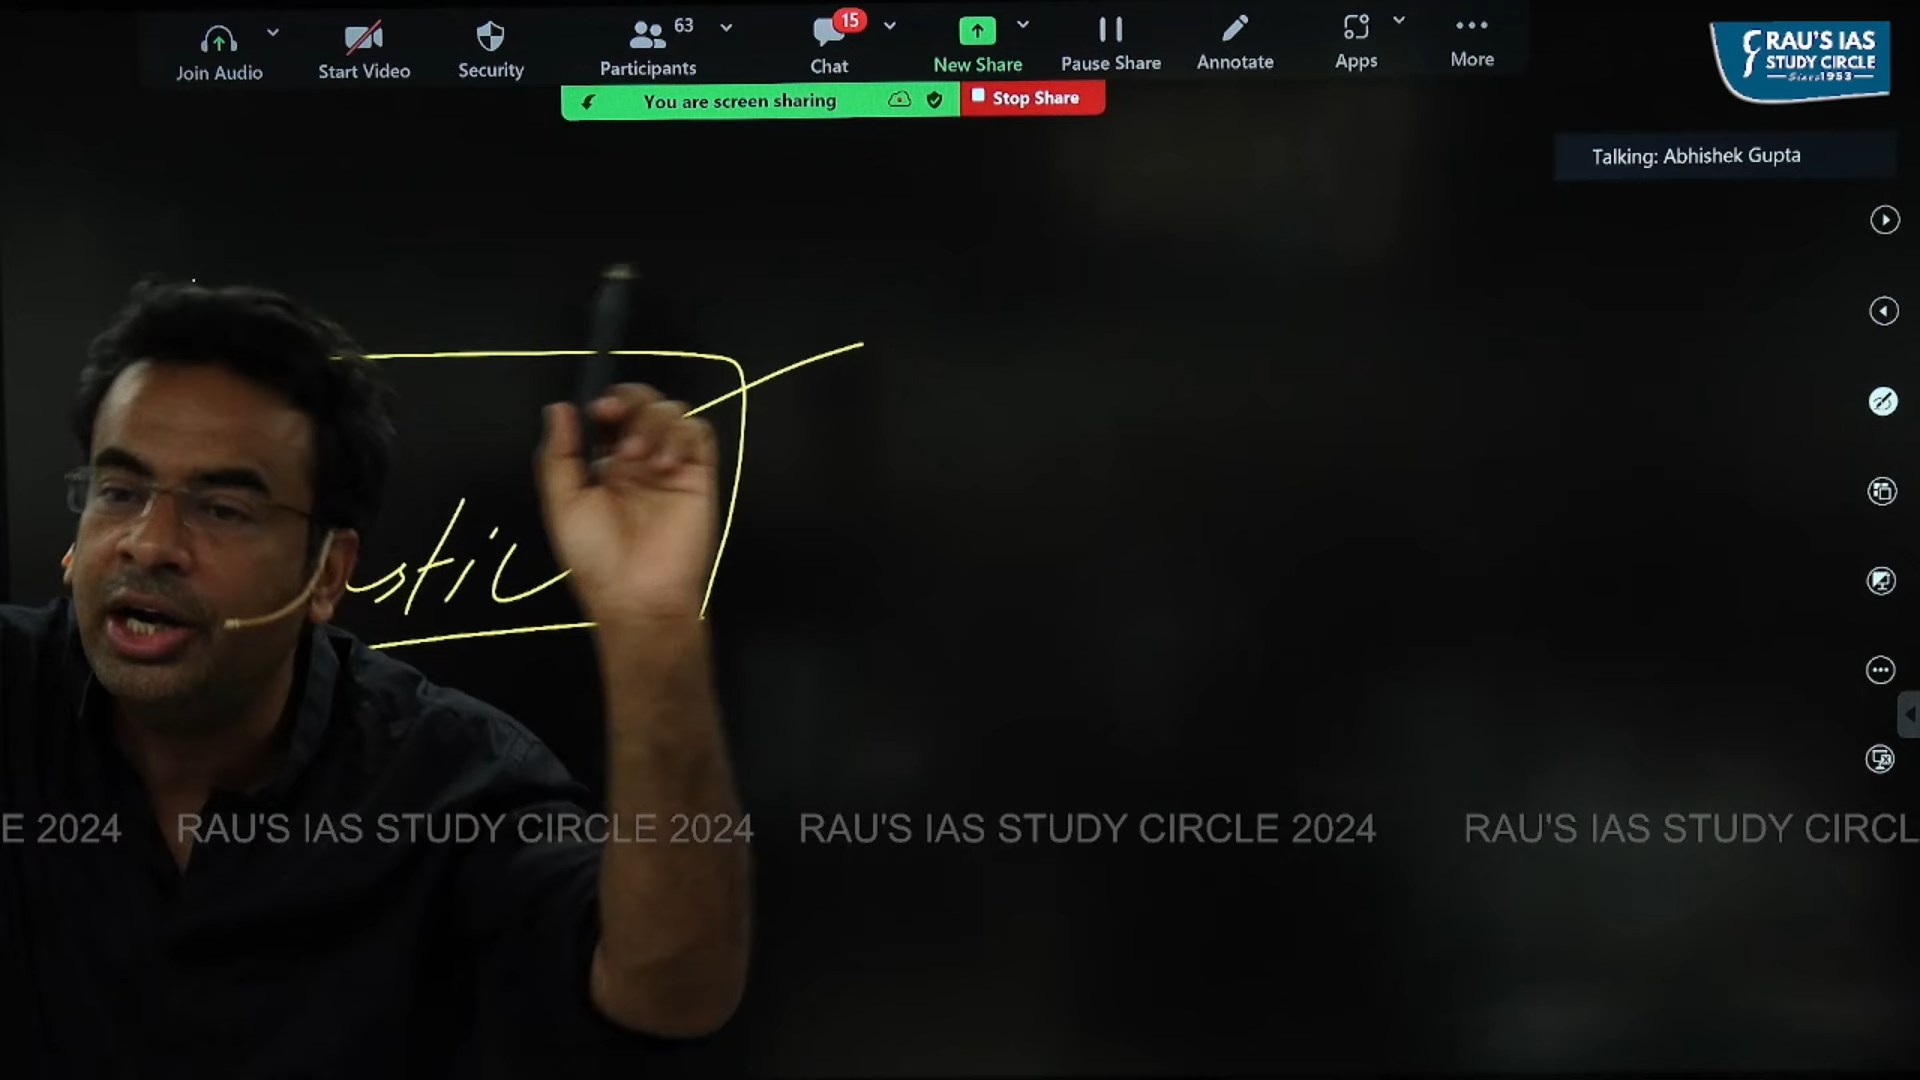 Join Audio
Start Video
Security
Participants 63
Chat 15
New Share
Pause Share
Annotate
Apps
More
You are screen sharing
Stop Share
RAU'S IAS
STUDY CIRCLE
Since 1953
Talking: Abhishek Gupta
E 2024 RAU'S IAS STUDY CIRCLE 2024 RAU'S IAS STUDY CIRCLE 2024 RAU'S IAS STUDY CIRCL